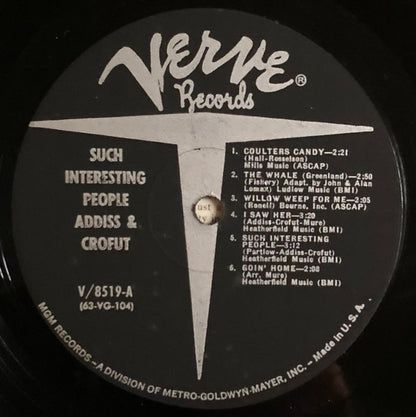 Verve®
Records
SUCH
INTERESTING
PEOPLE
ADDISS &
CROFUT
V/8519-A
(63-VG-104)
1. COULTERS CANDY—2:21
(Hall-Rosselson)
Mills Music (ASCAP)
2. THE WHALE (Greenland)—2:50
(Fishery) Adapt. by John & Alan
Lomax) Ludlow Music (BMI)
3. WILLOW WEEP FOR ME—2:05
(Ronell) Bourne, Inc. (ASCAP)
4. I SAW HER—3:20
(Addiss-Crofut-Mure)
Heatherfield Music (BMI)
5. SUCH INTERESTING
PEOPLE—3:12
(Partlow-Addiss-Crofut)
Heatherfield Music (BMI)
6. GOIN' HOME—2:08
(Arr. Mure)
Heatherfield Music (BMI)
ust
ty
MGM RECORDS—A DIVISION OF METRO-GOLDWYN-MAYER, INC.—Made in U. S. A.